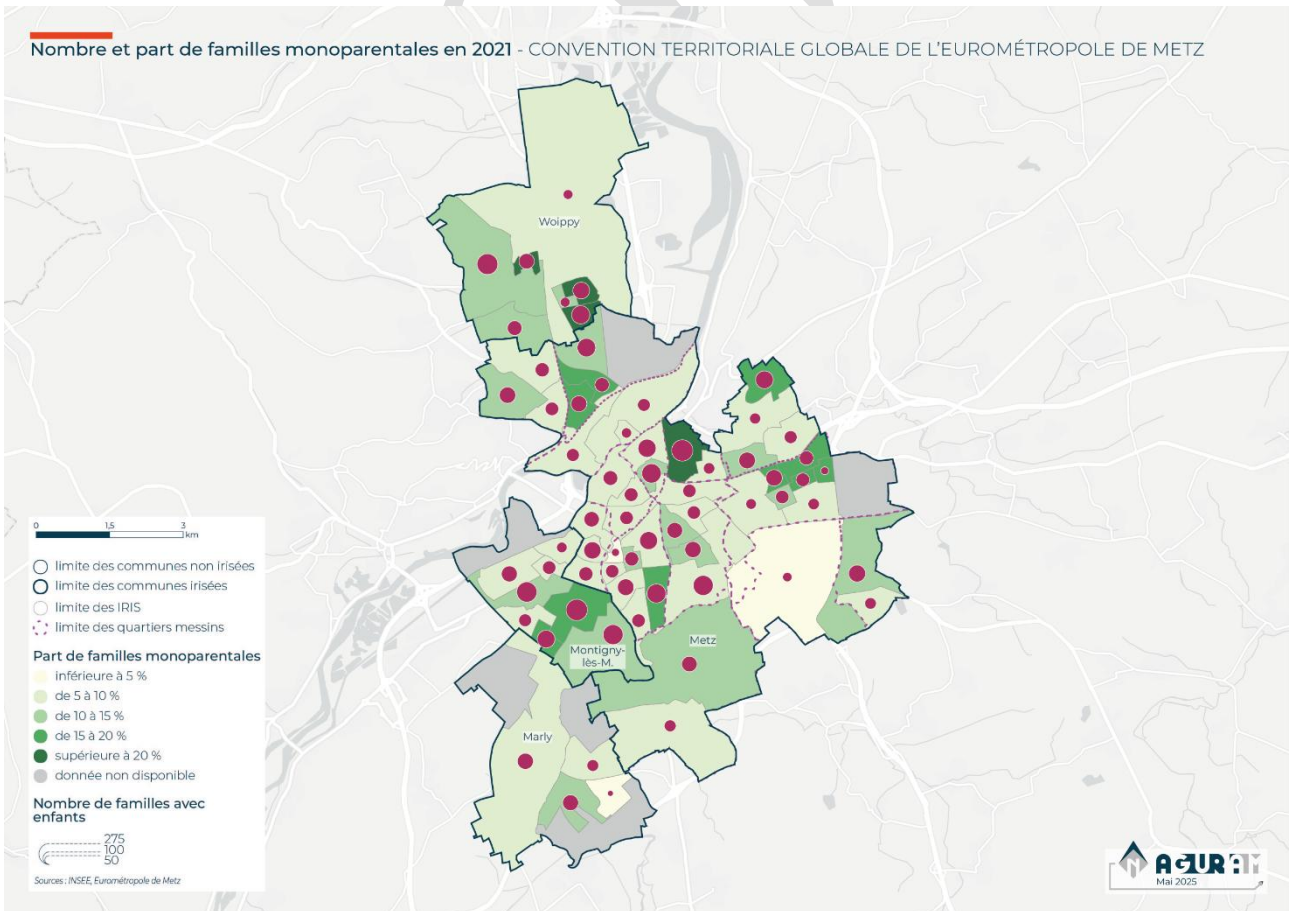 Nombre et part de familles monoparentales en 2021 - CONVENTION TERRITORIALE GLOBALE DE L'EUROMÉTROPOLE DE METZ
Woippy
Metz
Montigny-
lès-M.
Marly
0 1,5 3
km
limite des communes non irisées
limite des communes irisées
limite des IRIS
limite des quartiers messins
Part de familles monoparentales
inférieure à 5 %
de 5 à 10 %
de 10 à 15 %
de 15 à 20 %
supérieure à 20 %
donnée non disponible
Nombre de familles avec
enfants
275
100
50
Sources : INSEE, Eurométropole de Metz
N AGURAM
Mai 2025